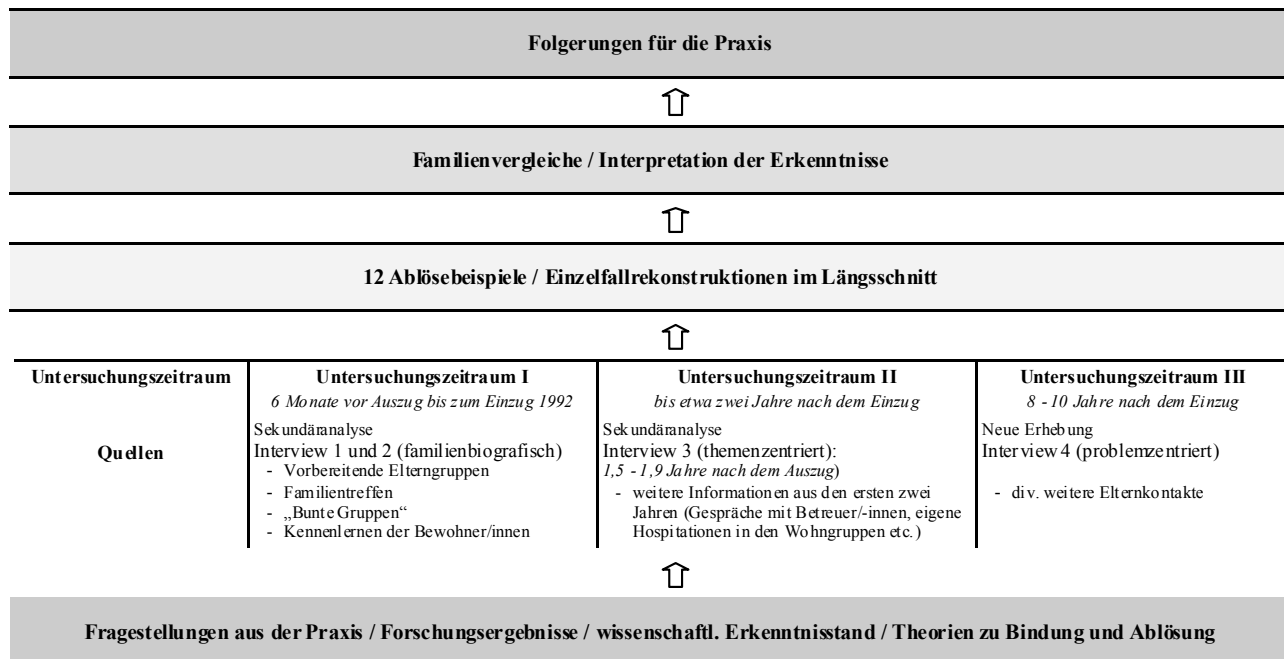 Folgerungen für die Praxis
Familienvergleiche / Interpretation der Erkenntnisse
12 Ablösebeispiele / Einzelfallrekonstruktionen im Längsschnitt
Untersuchungszeitraum
Quellen
Untersuchungszeitraum I
6 Monate vor Auszug bis zum Einzug 1992
Sekundäranalyse
Interview 1 und 2 (familienbiografisch)
- Vorbereitende Elterngruppen
- Familientreffen
- „Bunte Gruppen“
- Kennenlernen der Bewohner/innen
Untersuchungszeitraum II
bis etwa zwei Jahre nach dem Einzug
Sekundäranalyse
Interview 3 (themenzentriert):
1,5 - 1,9 Jahre nach dem Auszug)
- weitere Informationen aus den ersten zwei
Jahren (Gespräche mit Betreuer/-innen, eigene
Hospitationen in den Wohngruppen etc.)
Untersuchungszeitraum III
8 - 10 Jahre nach dem Einzug
Neue Erhebung
Interview 4 (problemzentriert)
- div. weitere Elternkontakte
Fragestellungen aus der Praxis / Forschungsergebnisse / wissenschaftl. Erkenntnisstand / Theorien zu Bindung und Ablösung